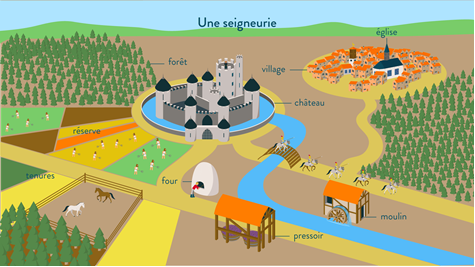 Une seigneurie
église
forêt
village
château
réserve
tenures
four
moulin
pressoir